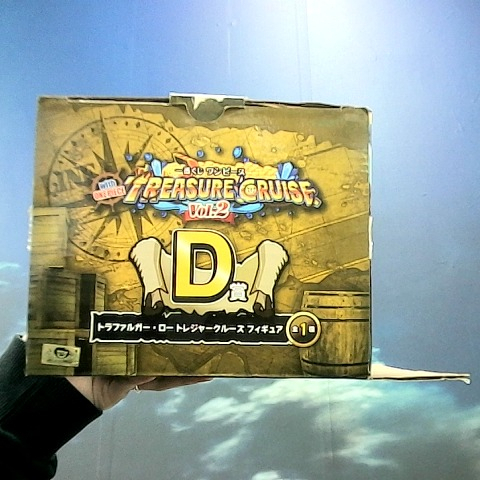 一番くじ ワンピース
with ONE PIECE
TREASURE CRUISE
Vol.2
D賞
トラファルガー・ロー トレジャークルーズ フィギュア
全1種